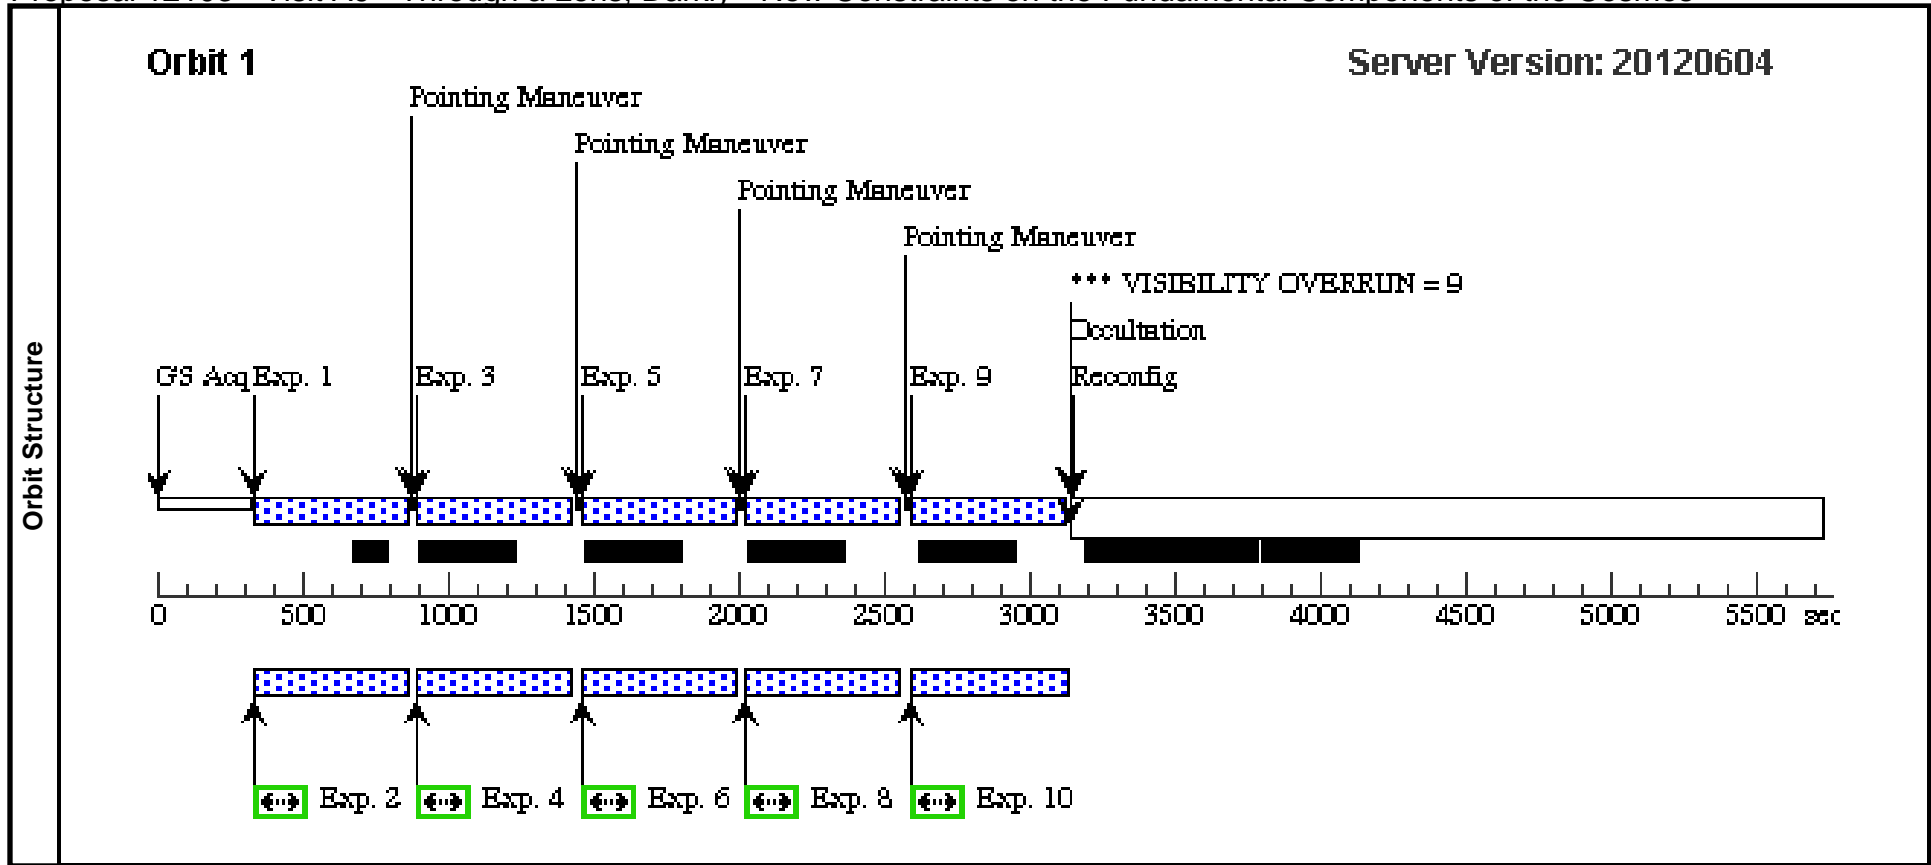 Orbit 1
Server Version: 20120604
Pointing Maneuver
Pointing Maneuver
Pointing Maneuver
Pointing Maneuver
*** VISIBILITY OVERRUN = 9
Occultation
GS Acq Exp. 1 Exp. 3 Exp. 5 Exp. 7 Exp. 9 Reconfig
Orbit Structure
0 500 1000 1500 2000 2500 3000 3500 4000 4500 5000 5500 sec
Exp. 2 Exp. 4 Exp. 6 Exp. 8 Exp. 10